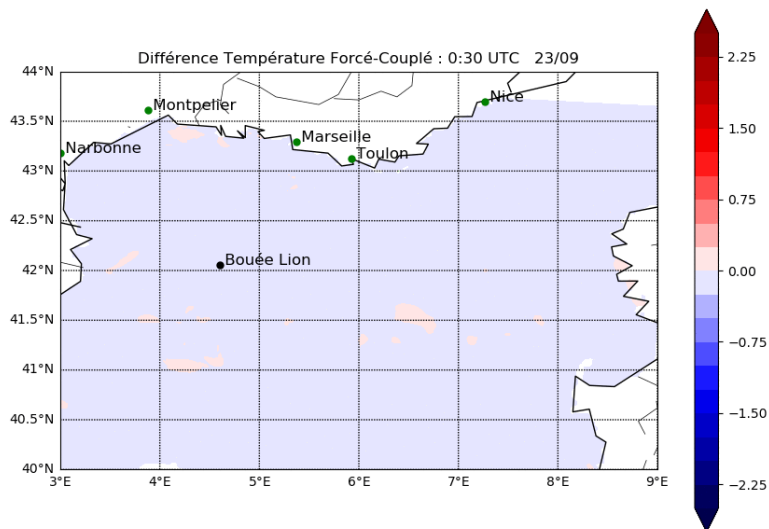 Différence Température Forcé-Couplé : 0:30 UTC 23/09
44°N
43.5°N
43°N
42.5°N
42°N
41.5°N
41°N
40.5°N
40°N
3°E 4°E 5°E 6°E 7°E 8°E 9°E
Montpelier
Nice
Marseille
Narbonne
Toulon
Bouée Lion
2.25
1.50
0.75
0.00
−0.75
−1.50
−2.25